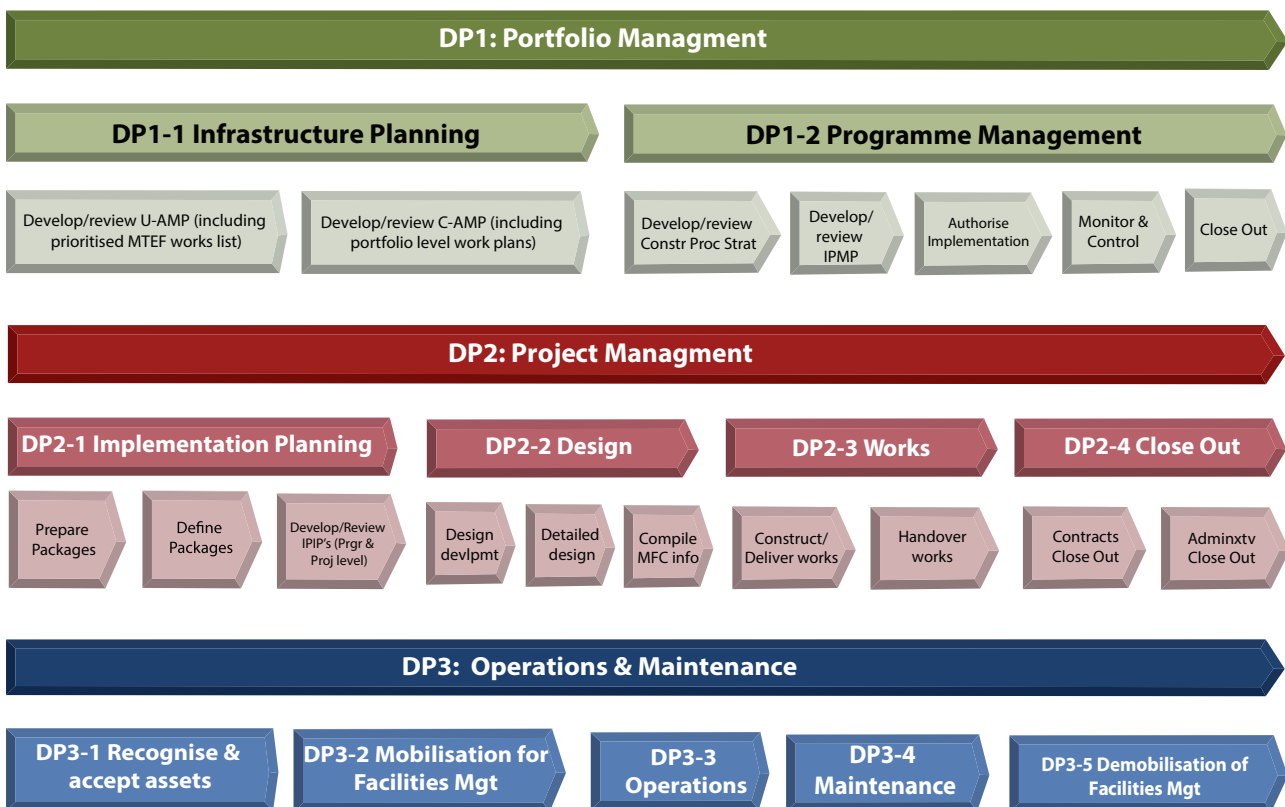 DP1: Portfolio Managment
DP1-1 Infrastructure Planning
DP1-2 Programme Management
Develop/review U-AMP (including
prioritised MTEF works list)
Develop/review C-AMP (including
portfolio level work plans)
Develop/review
Constr Proc Strat
Develop/
review
IPMP
Authorise
Implementation
Monitor &
Control
Close Out
DP2: Project Managment
DP2-1 Implementation Planning
DP2-2 Design
DP2-3 Works
DP2-4 Close Out
Prepare
Packages
Define
Packages
Develop/Review
IPIP's (Prgr &
Proj level)
Design
devlpmt
Detailed
design
Compile
MFC info
Construct/
Deliver works
Handover
works
Contracts
Close Out
Adminxtv
Close Out
DP3: Operations & Maintenance
DP3-1 Recognise &
accept assets
DP3-2 Mobilisation for
Facilities Mgt
DP3-3
Operations
DP3-4
Maintenance
DP3-5 Demobilisation of
Facilities Mgt